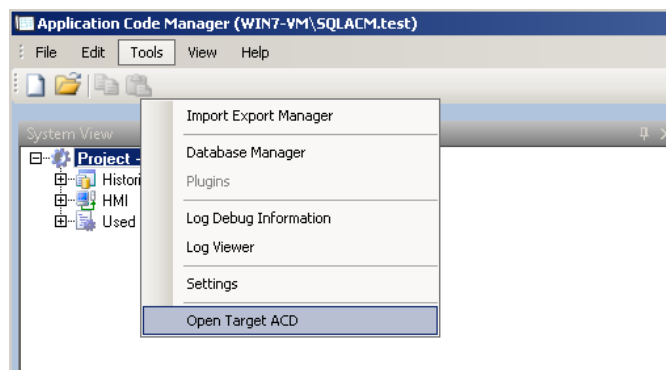 Application Code Manager (WIN7-VM\SQLACM.test)
File Edit Tools View Help
System View
Import Export Manager
Database Manager
Plugins
Log Debug Information
Log Viewer
Settings
Open Target ACD
Project -
Histori
HMI
Used